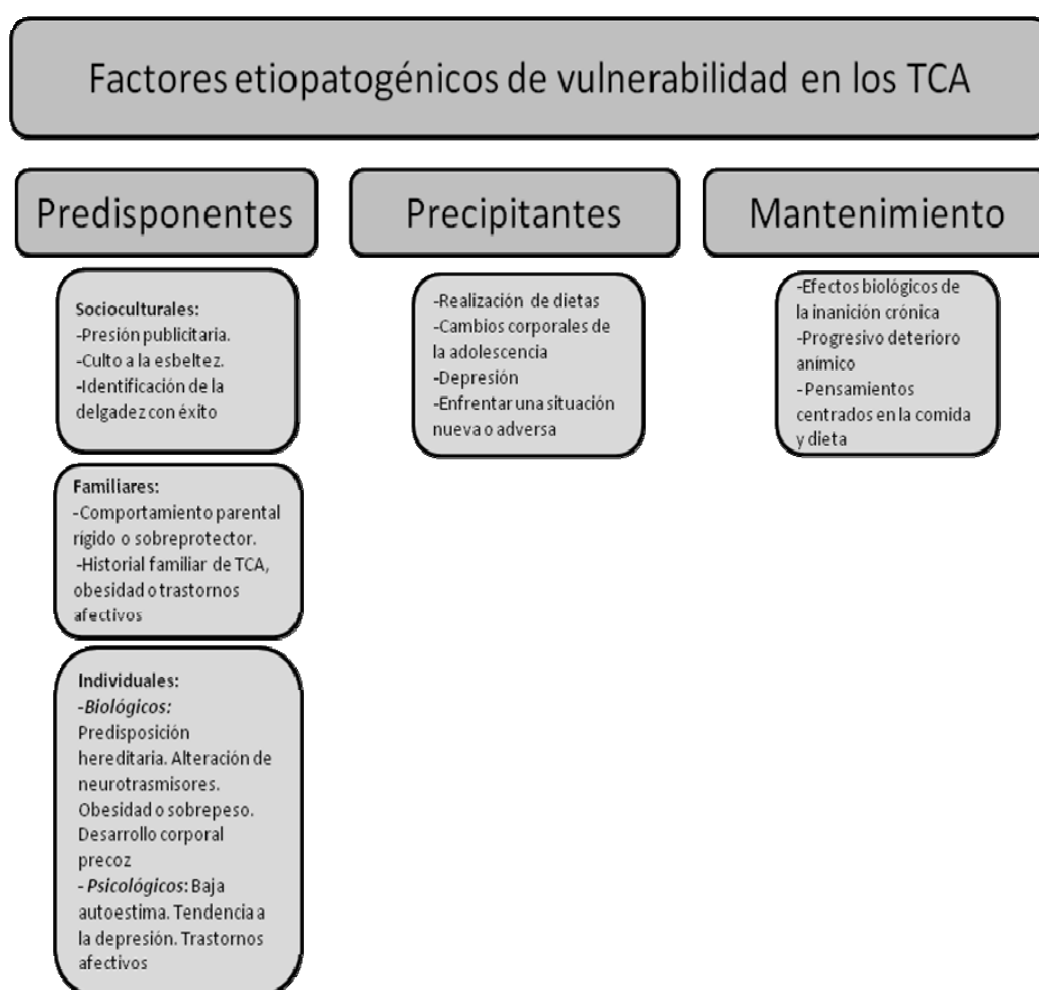 Factores etiopatogénicos de vulnerabilidad en los TCA
Predisponentes
Socioculturales:
-Presión publicitaria.
-Culto a la esbeltez.
-Identificación de la
delgadez con éxito
Familiares:
-Comportamiento parental
rígido o sobreprotector.
-Historial familiar de TCA,
obesidad o trastornos
afectivos
Individuales:
-Biológicos:
Predisposición
hereditaria. Alteración de
neurotrasmisores.
Obesidad o sobrepeso.
Desarrollo corporal
precoz
- Psicológicos: Baja
autoestima. Tendencia a
la depresión. Trastornos
afectivos
Precipitantes
-Realización de dietas
-Cambios corporales de
la adolescencia
-Depresión
-Enfrentar una situación
nueva o adversa
Mantenimiento
-Efectos biológicos de
la inanición crónica
-Progresivo deterioro
anímico
- Pensamientos
centrados en la comida
y dieta